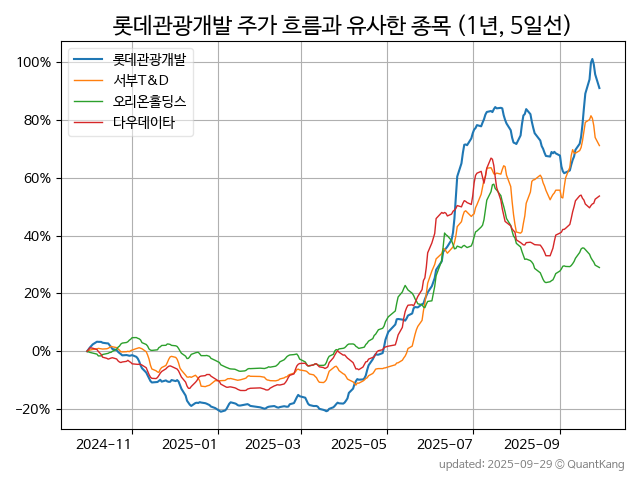 롯데관광개발 주가 흐름과 유사한 종목 (1년, 5일선)
롯데관광개발
서부T&D
오리온홀딩스
다우데이타
100%
80%
60%
40%
20%
0%
−20%
2024−11
2025−01
2025−03
2025−05
2025−07
2025−09
updated: 2025-09-29 © QuantKang